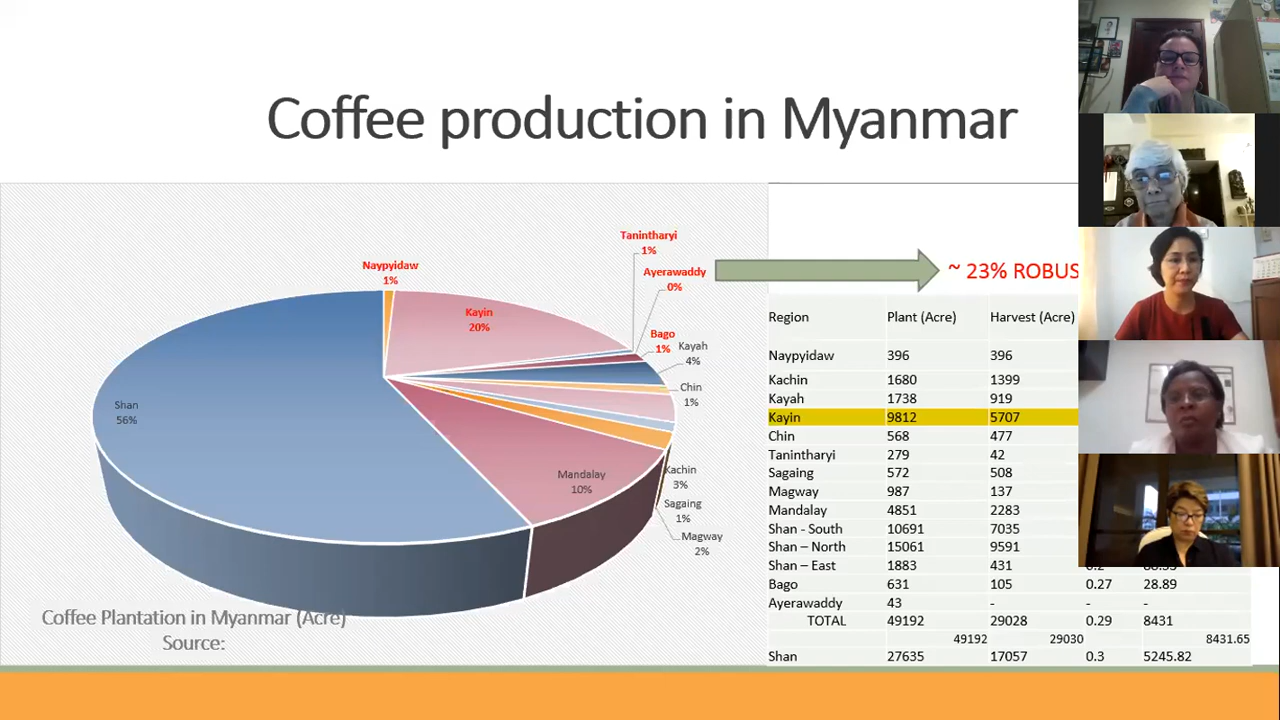 Coffee production in Myanmar
Tanintharyi
1%
Naypyidaw
1%
Ayerawaddy
0%
Kayin
20%
Bago
1%
Kayah
4%
Chin
1%
Shan
56%
Mandalay
10%
Kachin
3%
Sagaing
1%
Magway
2%
Coffee Plantation in Myanmar (Acre)
Source:
~ 23% ROBUS
Region Plant (Acre) Harvest (Acre)
Naypyidaw 396 396
Kachin 1680 1399
Kayah 1738 919
Kayin 9812 5707
Chin 568 477
Tanintharyi 279 42
Sagaing 572 508
Magway 987 137
Mandalay 4851 2283
Shan - South 10691 7035
Shan – North 15061 9591
Shan – East 1883 431
Bago 631 105 0.27 28.89
Ayerawaddy 43 - - -
TOTAL 49192 29028 0.29 8431
49192 29030 8431.65
Shan 27635 17057 0.3 5245.82